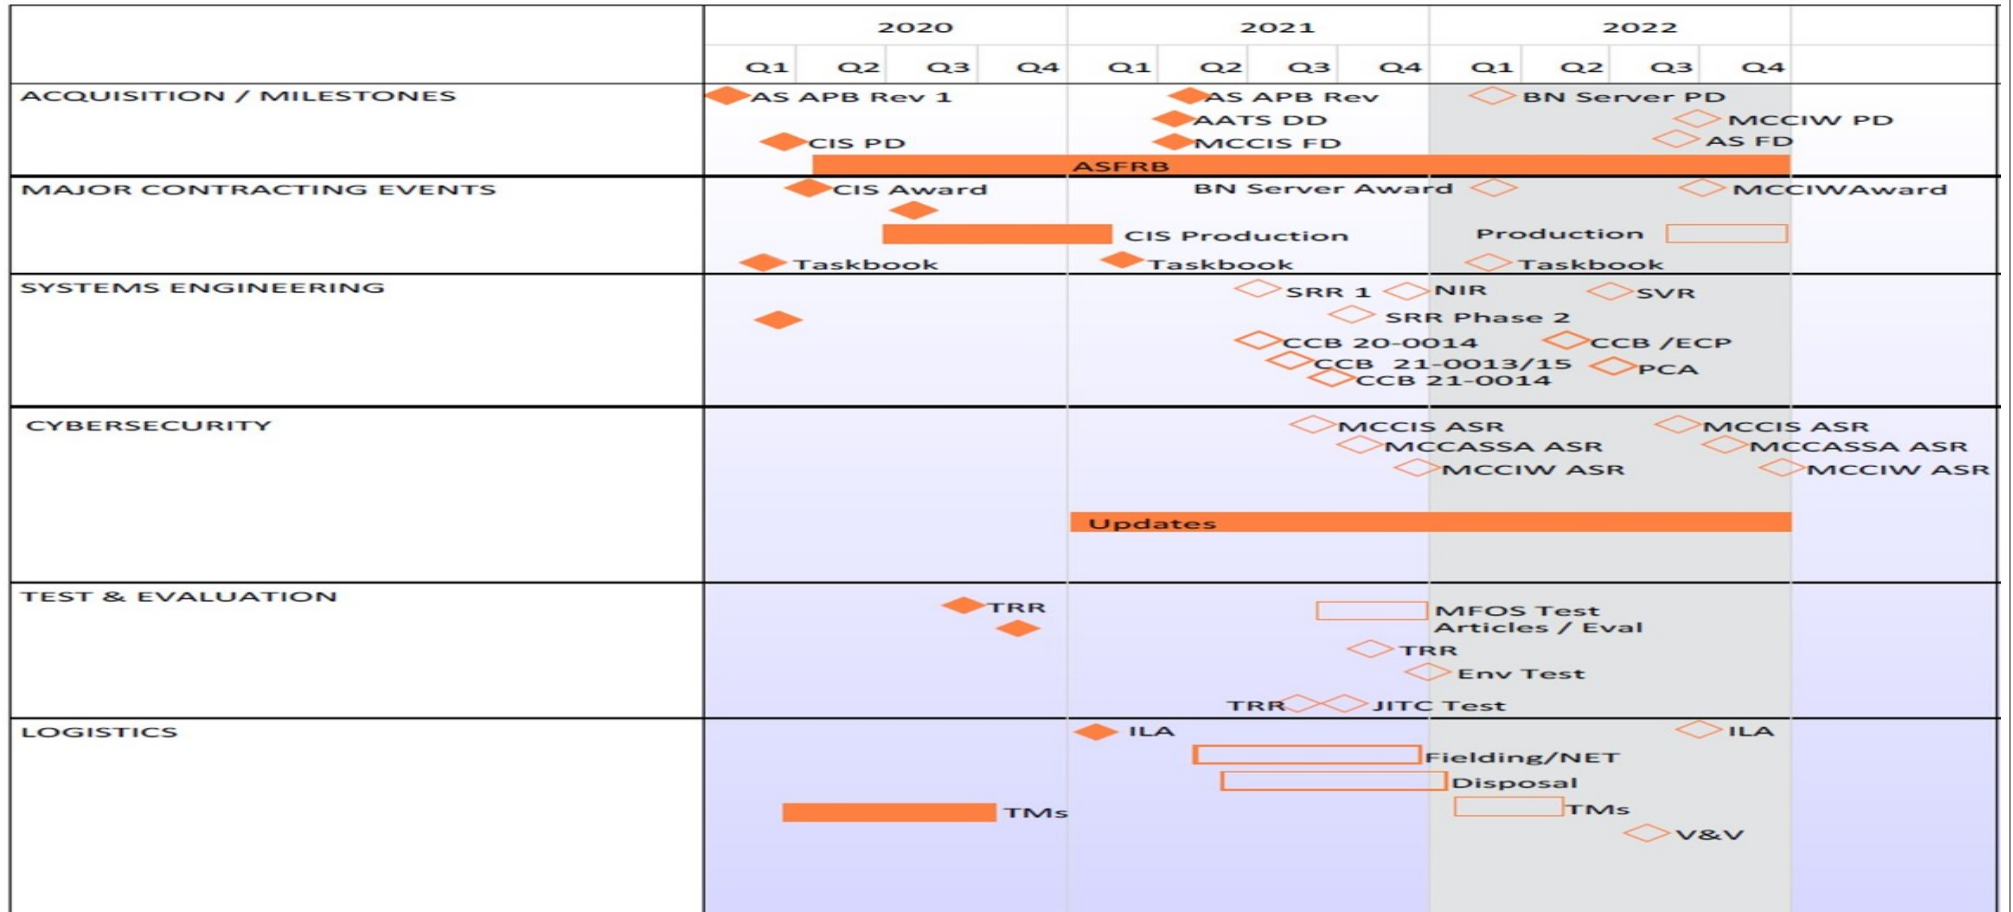 2020 2021 2022
Q1 Q2 Q3 Q4 Q1 Q2 Q3 Q4 Q1 Q2 Q3 Q4
ACQUISITION / MILESTONES AS APB Rev 1 AS APB Rev BN Server PD
AATS DD MCCIW PD
CIS PD MCCIS FD AS FD
ASFRB
MAJOR CONTRACTING EVENTS CIS Award BN Server Award MCCIWAward
CIS Production Production
Taskbook Taskbook Taskbook
SYSTEMS ENGINEERING SRR 1 NIR SVR
SRR Phase 2
CCB 20-0014 CCB /ECP
CCB 21-0013/15 PCA
CCB 21-0014
CYBERSECURITY MCCIS ASR MCCIS ASR
MCCASSA ASR MCCASSA ASR
MCCIW ASR MCCIW ASR
Updates
TEST & EVALUATION TRR MFOS Test
Articles / Eval
TRR
Env Test
TRR JITC Test
LOGISTICS ILA ILA
Fielding/NET
Disposal
TMs TMs
V&V